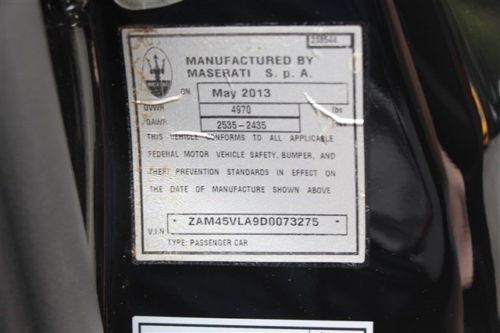 238544
MANUFACTURED BY
MASERATI S.p.A.
ON May 2013
GVWR 4970 lbs
GAWR 2535-2435
THIS VEHICLE CONFORMS TO ALL APPLICABLE
FEDERAL MOTOR VEHICLE SAFETY, BUMPER, AND
THEFT PREVENTION STANDARDS IN EFFECT ON
THE DATE OF MANUFACTURE SHOWN ABOVE
V.I.N. * ZAM45VLA9D0073275 *
TYPE: PASSENGER CAR